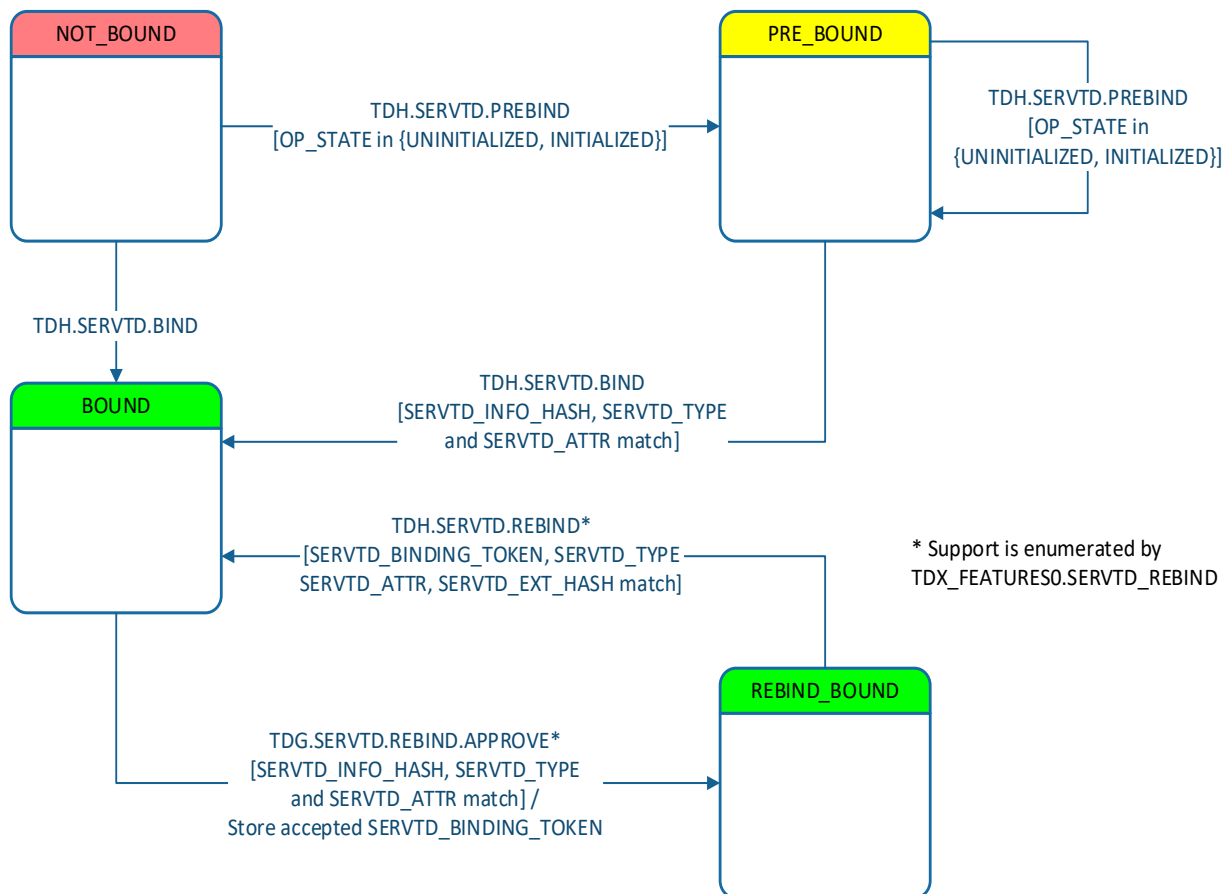 NOT_BOUND
PRE_BOUND
TDH.SERVTD.PREBIND
[OP_STATE in {UNINITIALIZED, INITIALIZED}]
TDH.SERVTD.PREBIND
[OP_STATE in
{UNINITIALIZED, INITIALIZED}]
TDH.SERVTD.BIND
BOUND
TDH.SERVTD.BIND
[SERVTD_INFO_HASH, SERVTD_TYPE
and SERVTD_ATTR match]
TDH.SERVTD.REBIND*
[SERVTD_BINDING_TOKEN, SERVTD_TYPE
SERVTD_ATTR, SERVTD_EXT_HASH match]
* Support is enumerated by
TDX_FEATURES0.SERVTD_REBIND
REBIND_BOUND
TDG.SERVTD.REBIND.APPROVE*
[SERVTD_INFO_HASH, SERVTD_TYPE
and SERVTD_ATTR match] /
Store accepted SERVTD_BINDING_TOKEN